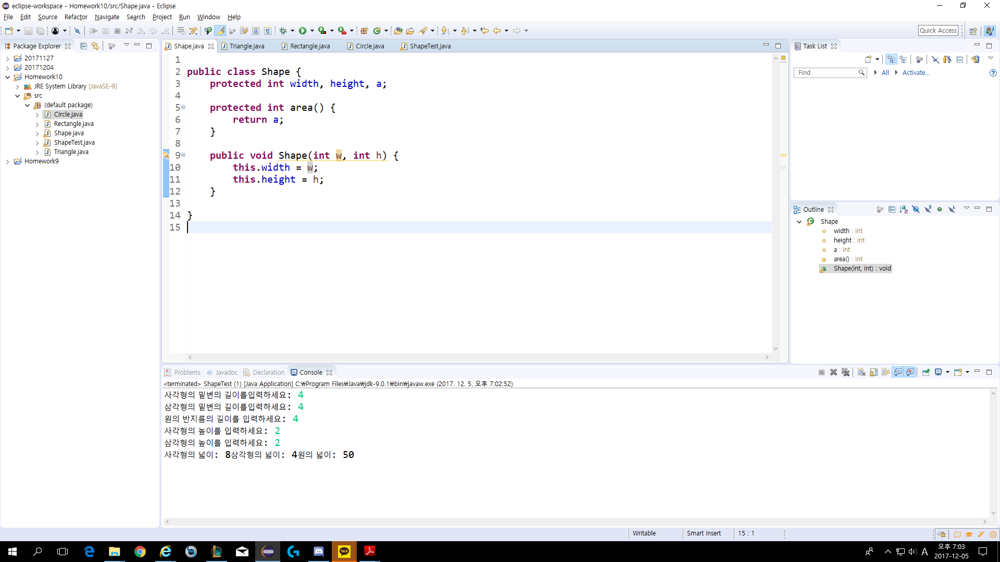 eclipse-workspace - Homework10/src/Shape.java - Eclipse
File Edit Source Refactor Navigate Search Project Run Window Help
Quick Access
Package Explorer
20171127
20171204
Homework10
JRE System Library [JavaSE-9]
src
(default package)
Circle.java
Rectangle.java
Shape.java
ShapeTest.java
Triangle.java
Homework9
Shape.java Triangle.java Rectangle.java Circle.java ShapeTest.java
1
2 public class Shape {
3 protected int width, height, a;
4
5 protected int area() {
6 return a;
7 }
8
9 public void Shape(int w, int h) {
10 this.width = w;
11 this.height = h;
12 }
13
14 }
15
Task List
Find All Activate...
Outline
Shape
width : int
height : int
a : int
area() : int
Shape(int, int) : void
Problems @ Javadoc Declaration Console
<terminated> ShapeTest (1) [Java Application] C:₩Program Files₩Java₩jdk-9.0.1₩bin₩javaw.exe (2017. 12. 5. 오후 7:02:52)
사각형의 밑변의 길이를입력하세요: 4
삼각형의 밑변의 길이를입력하세요: 4
원의 반지름의 길이를 입력하세요: 4
사각형의 높이를 입력하세요: 2
삼각형의 높이를 입력하세요: 2
사각형의 넓이: 8삼각형의 넓이: 4원의 넓이: 50
Writable Smart Insert 15 : 1
TALK
A
오후 7:03
2017-12-05